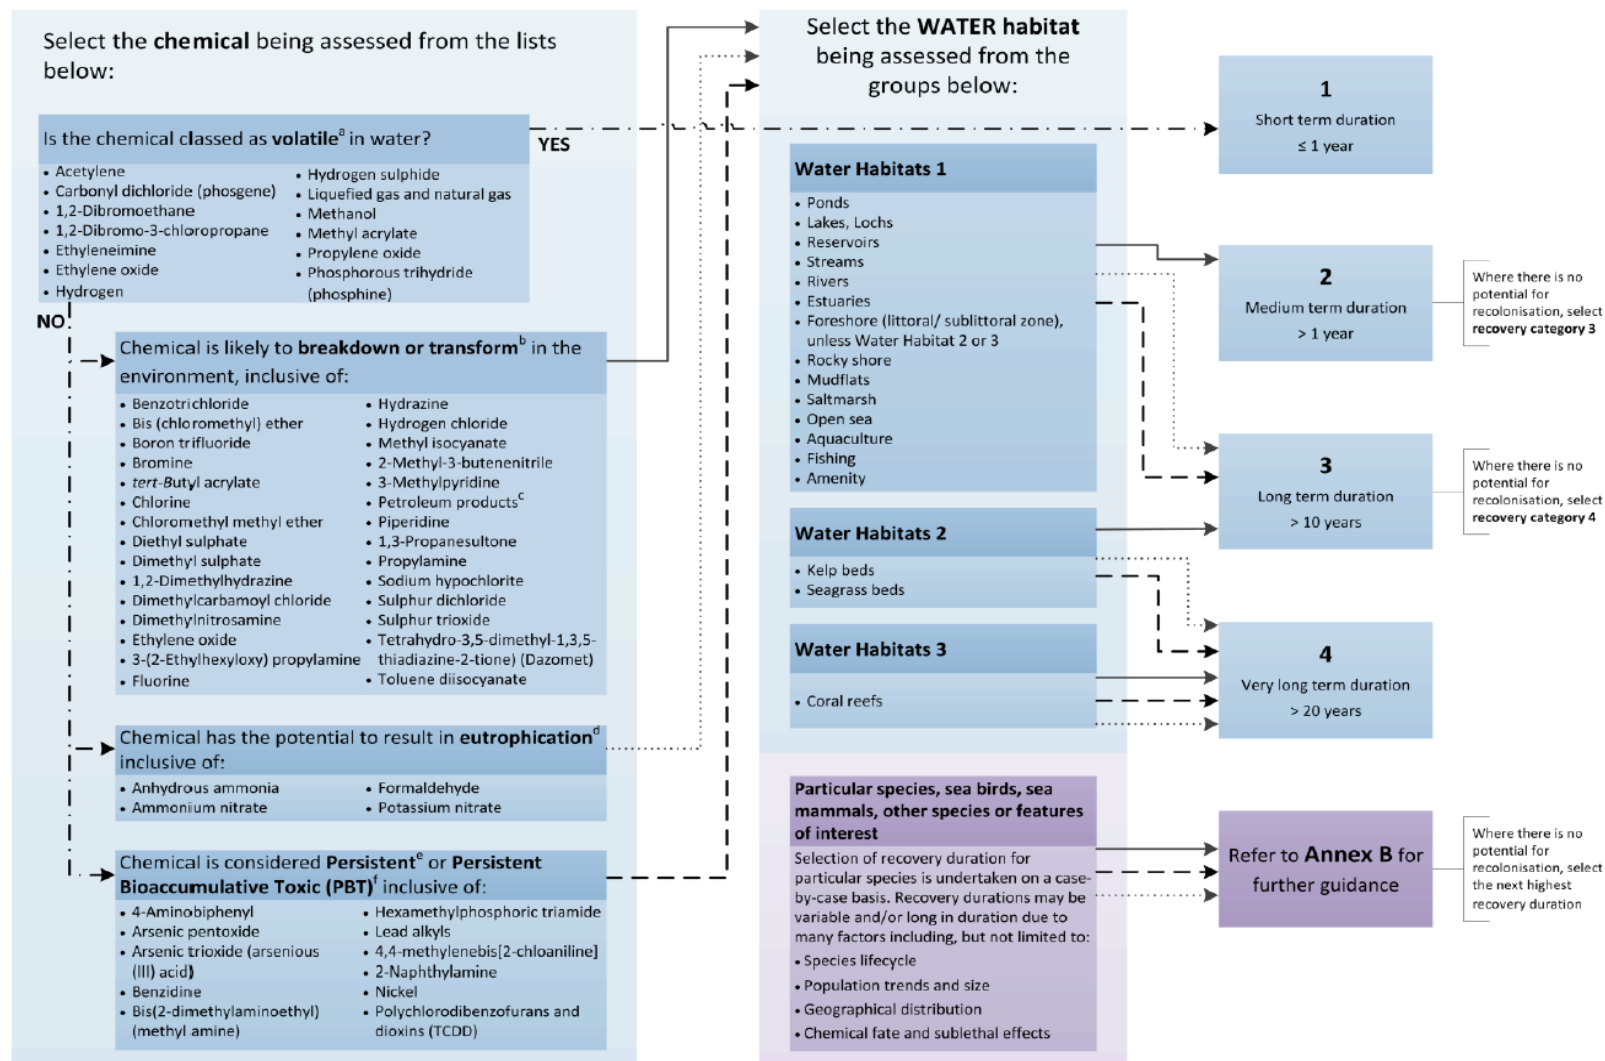 Select the chemical being assessed from the lists
below:
Is the chemical classed as volatileᵃ in water?
• Acetylene
• Carbonyl dichloride (phosgene)
• 1,2-Dibromoethane
• 1,2-Dibromo-3-chloropropane
• Ethyleneimine
• Ethylene oxide
• Hydrogen
• Hydrogen sulphide
• Liquefied gas and natural gas
• Methanol
• Methyl acrylate
• Propylene oxide
• Phosphorous trihydride
(phosphine)
YES
NO
Chemical is likely to breakdown or transformᵇ in the
environment, inclusive of:
• Benzotrichloride
• Bis (chloromethyl) ether
• Boron trifluoride
• Bromine
• tert-Butyl acrylate
• Chlorine
• Chloromethyl methyl ether
• Diethyl sulphate
• Dimethyl sulphate
• 1,2-Dimethylhydrazine
• Dimethylcarbamoyl chloride
• Dimethylnitrosamine
• Ethylene oxide
• 3-(2-Ethylhexyloxy) propylamine
• Fluorine
• Hydrazine
• Hydrogen chloride
• Methyl isocyanate
• 2-Methyl-3-butenenitrile
• 3-Methylpyridine
• Petroleum productsᶜ
• Piperidine
• 1,3-Propanesultone
• Propylamine
• Sodium hypochlorite
• Sulphur dichloride
• Sulphur trioxide
• Tetrahydro-3,5-dimethyl-1,3,5-
thiadiazine-2-tione) (Dazomet)
• Toluene diisocyanate
Chemical has the potential to result in eutrophicationᵈ
inclusive of:
• Anhydrous ammonia
• Ammonium nitrate
• Formaldehyde
• Potassium nitrate
Chemical is considered Persistentᵉ or Persistent
Bioaccumulative Toxic (PBT)ᶠ inclusive of:
• 4-Aminobiphenyl
• Arsenic pentoxide
• Arsenic trioxide (arsenious
(III) acid)
• Benzidine
• Bis(2-dimethylaminoethyl)
(methyl amine)
• Hexamethylphosphoric triamide
• Lead alkyls
• 4,4-methylenebis[2-chloaniline]
• 2-Naphthylamine
• Nickel
• Polychlorodibenzofurans and
dioxins (TCDD)
Select the WATER habitat
being assessed from the
groups below:
Water Habitats 1
• Ponds
• Lakes, Lochs
• Reservoirs
• Streams
• Rivers
• Estuaries
• Foreshore (littoral/ sublittoral zone),
unless Water Habitat 2 or 3
• Rocky shore
• Mudflats
• Saltmarsh
• Open sea
• Aquaculture
• Fishing
• Amenity
Water Habitats 2
• Kelp beds
• Seagrass beds
Water Habitats 3
• Coral reefs
Particular species, sea birds, sea
mammals, other species or features
of interest
Selection of recovery duration for
particular species is undertaken on a case-
by-case basis. Recovery durations may be
variable and/or long in duration due to
many factors including, but not limited to:
• Species lifecycle
• Population trends and size
• Geographical distribution
• Chemical fate and sublethal effects
1
Short term duration
≤ 1 year
2
Medium term duration
> 1 year
Where there is no
potential for
recolonisation, select
recovery category 3
3
Long term duration
> 10 years
Where there is no
potential for
recolonisation, select
recovery category 4
4
Very long term duration
> 20 years
Refer to Annex B for
further guidance
Where there is no
potential for
recolonisation, select
the next highest
recovery duration